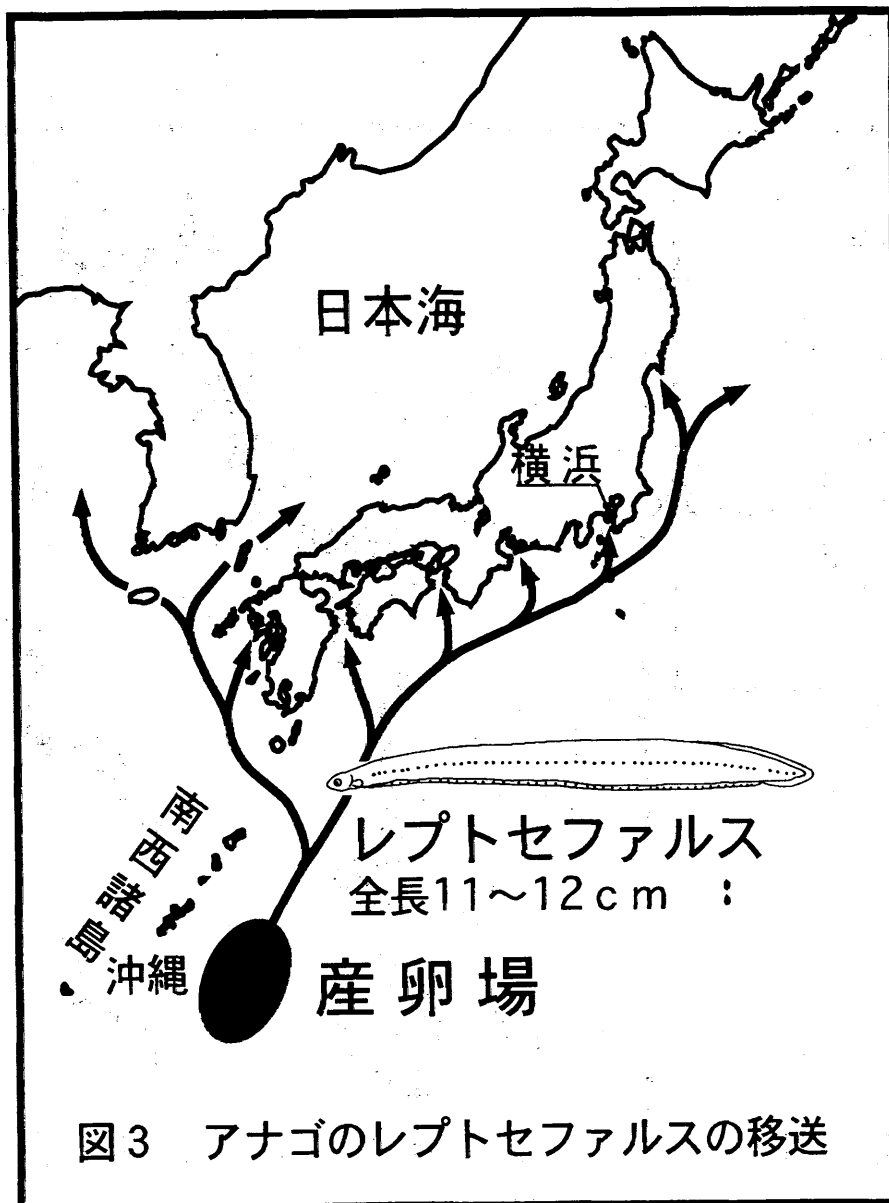 日本海
横浜
南西諸島
沖縄
レプトセファルス
全長11～12cm
産卵場
図3 アナゴのレプトセファルスの移送